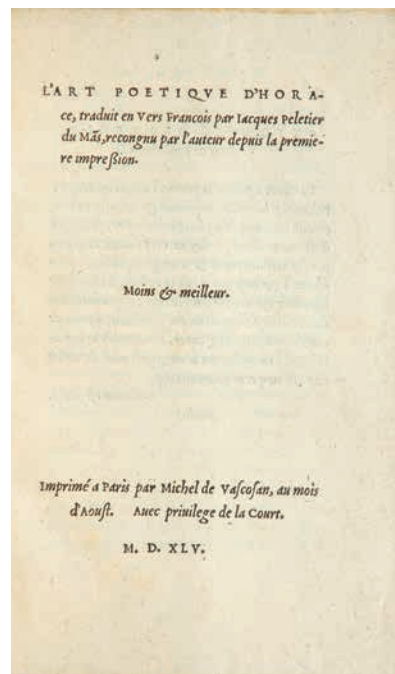 L'ART POETIQVE D'HORA-
ce, traduit en Vers Francois par Iacques Peletier
du Mãs, recongnu par l'auteur depuis la premie-
re impreßion.
Moins & meilleur.
Imprimé a Paris par Michel de Vaſcoſan, au mois
d'Aouſt. Auec priuilege de la Court.
M. D. XLV.